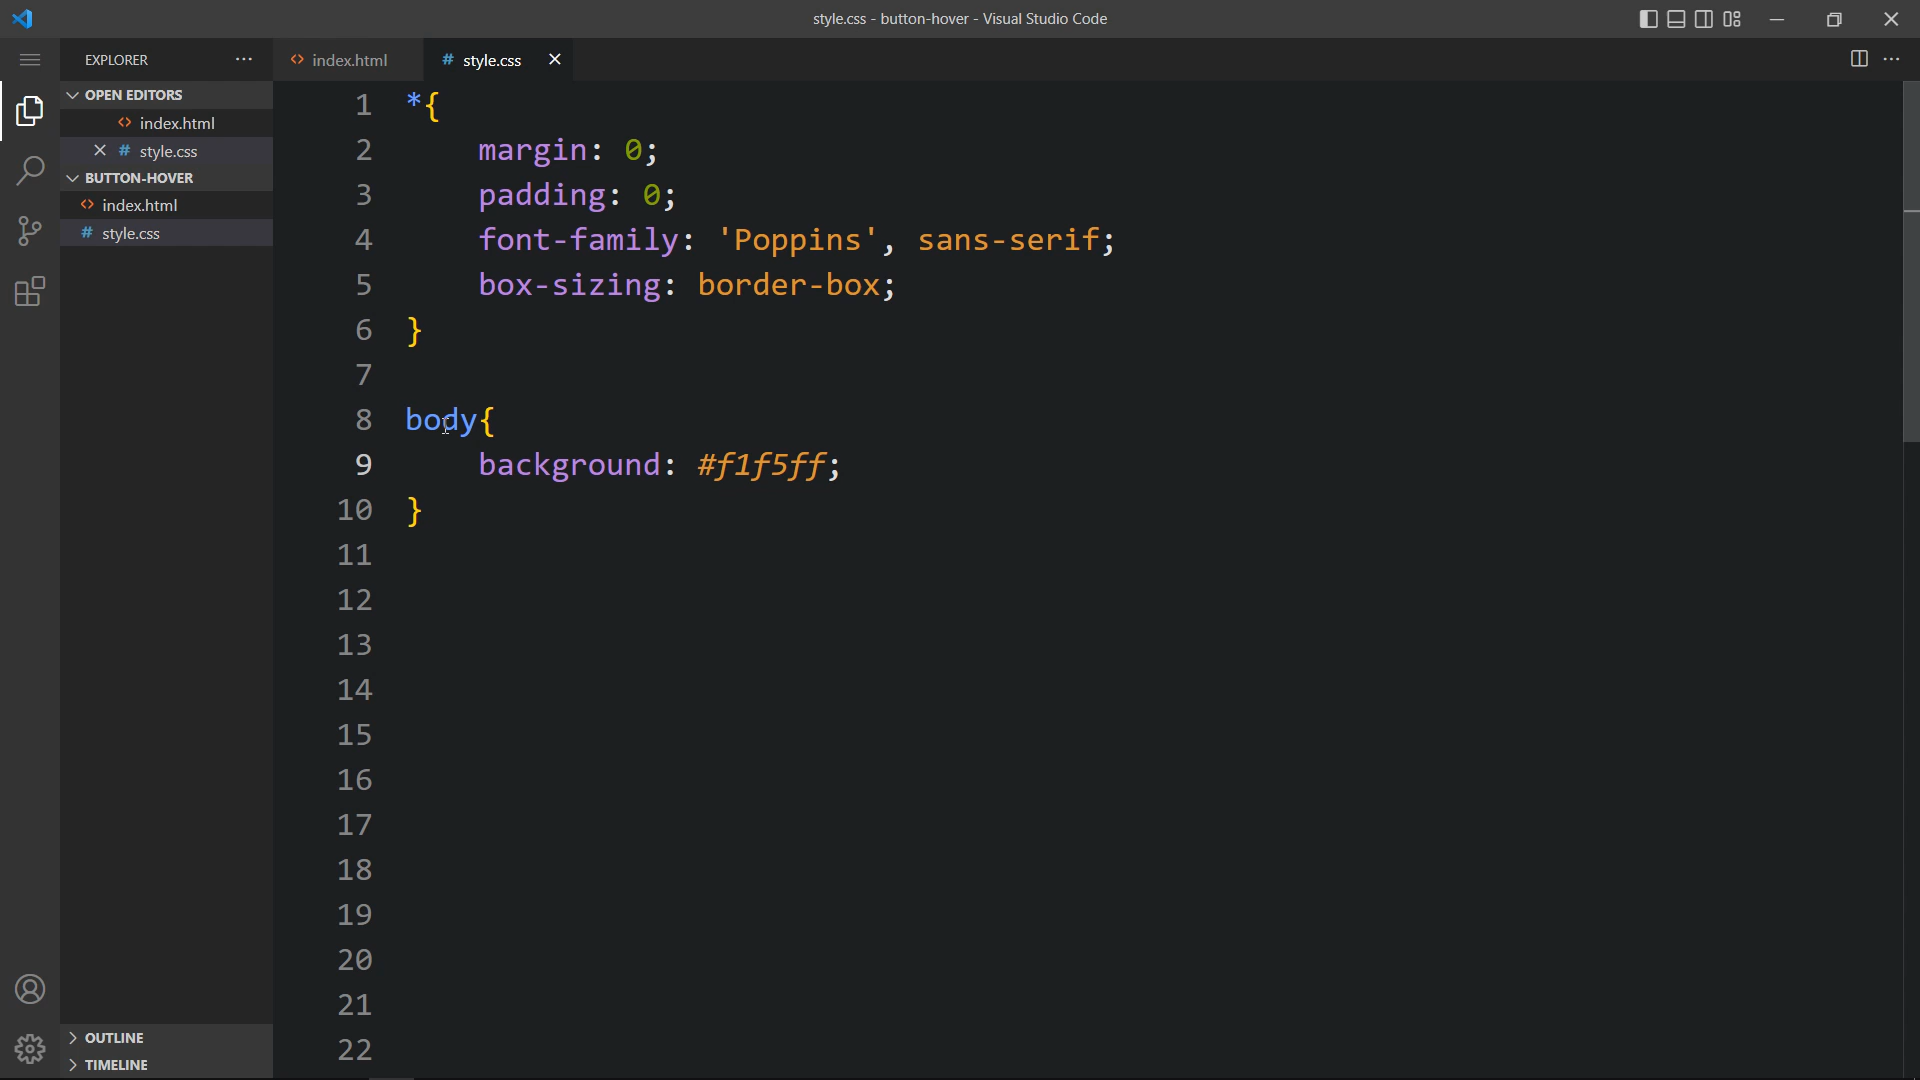 style.css - button-hover - Visual Studio Code
EXPLORER
index.html
# style.css
OPEN EDITORS
index.html
# style.css
BUTTON-HOVER
index.html
# style.css
OUTLINE
TIMELINE
1 *{
2 margin: 0;
3 padding: 0;
4 font-family: 'Poppins', sans-serif;
5 box-sizing: border-box;
6 }
7
8 body{
9 background: #f1f5ff;
10 }
11
12
13
14
15
16
17
18
19
20
21
22